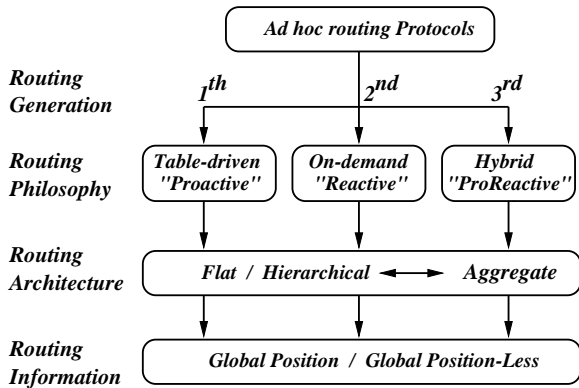 Ad hoc routing Protocols
Routing
Generation
1th
2nd
3rd
Routing
Philosophy
Table-driven
"Proactive"
On-demand
"Reactive"
Hybrid
"ProReactive"
Routing
Architecture
Flat / Hierarchical
Aggregate
Routing
Information
Global Position / Global Position-Less